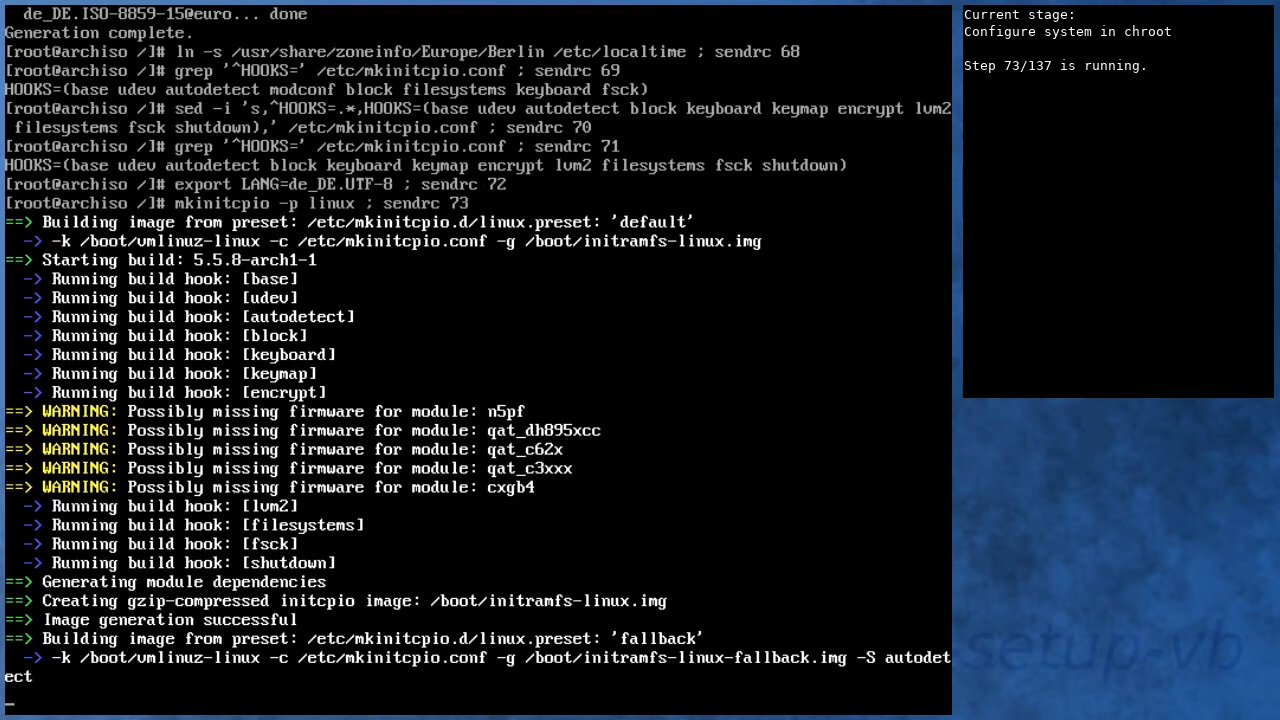 de_DE.ISO-8859-15@euro... done
Generation complete.
[root@archiso /]# ln -s /usr/share/zoneinfo/Europe/Berlin /etc/localtime ; sendrc 68
[root@archiso /]# grep '^HOOKS=' /etc/mkinitcpio.conf ; sendrc 69
HOOKS=(base udev autodetect modconf block filesystems keyboard fsck)
[root@archiso /]# sed -i 's,^HOOKS=.*,HOOKS=(base udev autodetect block keyboard keymap encrypt lvm2
 filesystems fsck shutdown),' /etc/mkinitcpio.conf ; sendrc 70
[root@archiso /]# grep '^HOOKS=' /etc/mkinitcpio.conf ; sendrc 71
HOOKS=(base udev autodetect block keyboard keymap encrypt lvm2 filesystems fsck shutdown)
[root@archiso /]# export LANG=de_DE.UTF-8 ; sendrc 72
[root@archiso /]# mkinitcpio -p linux ; sendrc 73
==> Building image from preset: /etc/mkinitcpio.d/linux.preset: 'default'
  -> -k /boot/vmlinuz-linux -c /etc/mkinitcpio.conf -g /boot/initramfs-linux.img
==> Starting build: 5.5.8-arch1-1
  -> Running build hook: [base]
  -> Running build hook: [udev]
  -> Running build hook: [autodetect]
  -> Running build hook: [block]
  -> Running build hook: [keyboard]
  -> Running build hook: [keymap]
  -> Running build hook: [encrypt]
==> WARNING: Possibly missing firmware for module: n5pf
==> WARNING: Possibly missing firmware for module: qat_dh895xcc
==> WARNING: Possibly missing firmware for module: qat_c62x
==> WARNING: Possibly missing firmware for module: qat_c3xxx
==> WARNING: Possibly missing firmware for module: cxgb4
  -> Running build hook: [lvm2]
  -> Running build hook: [filesystems]
  -> Running build hook: [fsck]
  -> Running build hook: [shutdown]
==> Generating module dependencies
==> Creating gzip-compressed initcpio image: /boot/initramfs-linux.img
==> Image generation successful
==> Building image from preset: /etc/mkinitcpio.d/linux.preset: 'fallback'
  -> -k /boot/vmlinuz-linux -c /etc/mkinitcpio.conf -g /boot/initramfs-linux-fallback.img -S autodet
ect
Current stage:
Configure system in chroot
Step 73/137 is running.
setup-vb